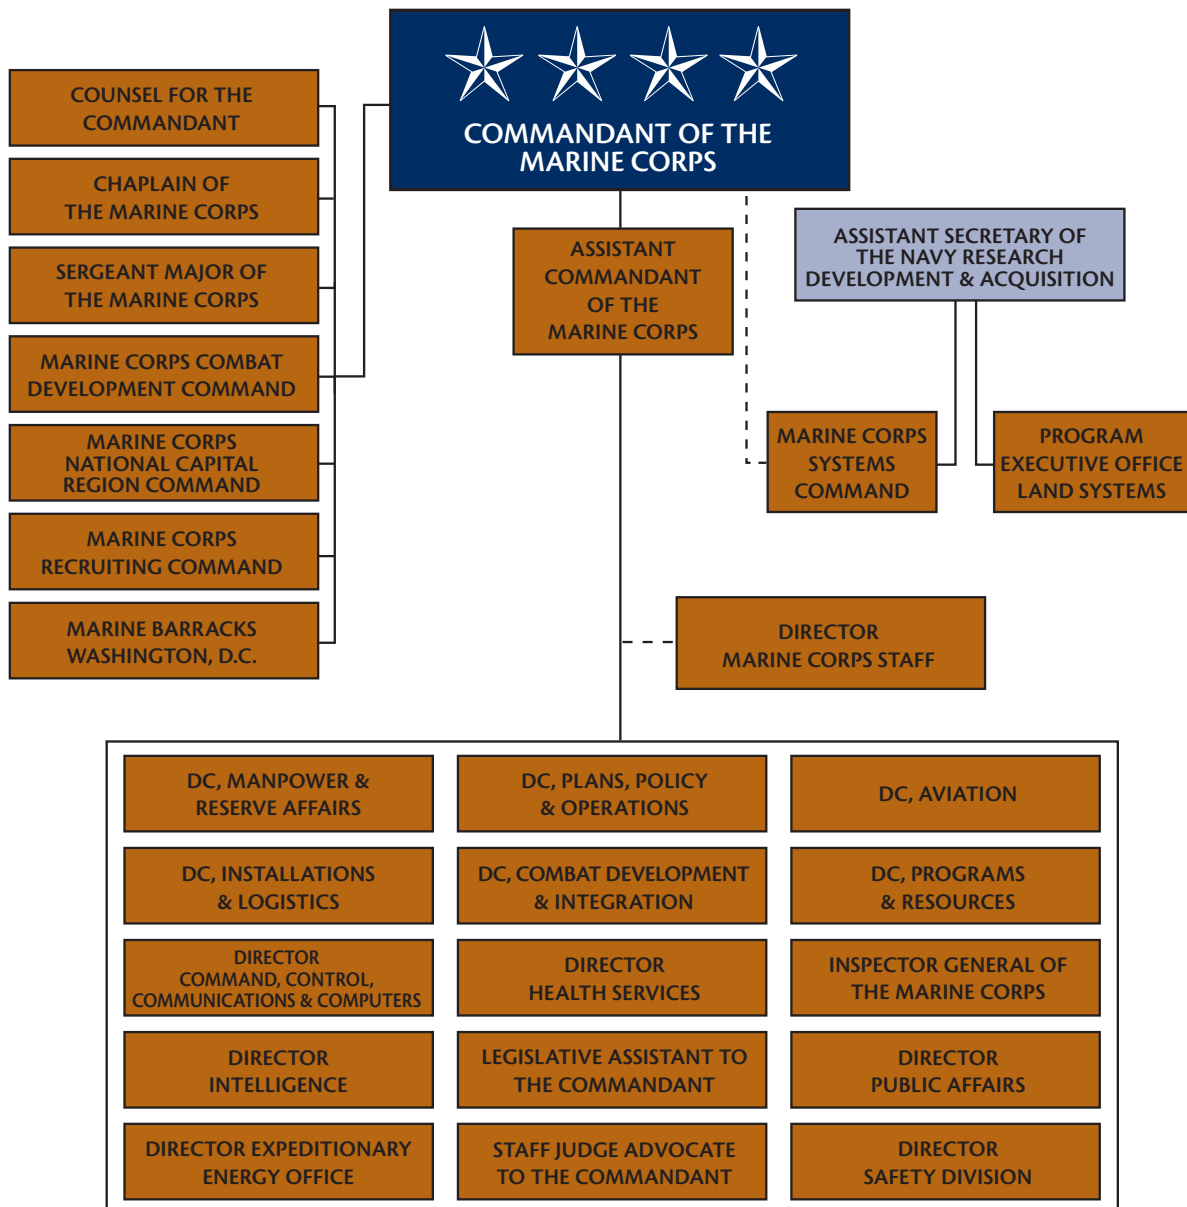 COMMANDANT OF THE
MARINE CORPS
COUNSEL FOR THE
COMMANDANT
CHAPLAIN OF
THE MARINE CORPS
SERGEANT MAJOR OF
THE MARINE CORPS
MARINE CORPS COMBAT
DEVELOPMENT COMMAND
MARINE CORPS
NATIONAL CAPITAL
REGION COMMAND
MARINE CORPS
RECRUITING COMMAND
MARINE BARRACKS
WASHINGTON, D.C.
ASSISTANT
COMMANDANT
OF THE
MARINE CORPS
ASSISTANT SECRETARY OF
THE NAVY RESEARCH
DEVELOPMENT & ACQUISITION
MARINE CORPS
SYSTEMS
COMMAND
PROGRAM
EXECUTIVE OFFICE
LAND SYSTEMS
DIRECTOR
MARINE CORPS STAFF
DC, MANPOWER &
RESERVE AFFAIRS
DC, PLANS, POLICY
& OPERATIONS
DC, AVIATION
DC, INSTALLATIONS
& LOGISTICS
DC, COMBAT DEVELOPMENT
& INTEGRATION
DC, PROGRAMS
& RESOURCES
DIRECTOR
COMMAND, CONTROL,
COMMUNICATIONS & COMPUTERS
DIRECTOR
HEALTH SERVICES
INSPECTOR GENERAL OF
THE MARINE CORPS
DIRECTOR
INTELLIGENCE
LEGISLATIVE ASSISTANT TO
THE COMMANDANT
DIRECTOR
PUBLIC AFFAIRS
DIRECTOR EXPEDITIONARY
ENERGY OFFICE
STAFF JUDGE ADVOCATE
TO THE COMMANDANT
DIRECTOR
SAFETY DIVISION